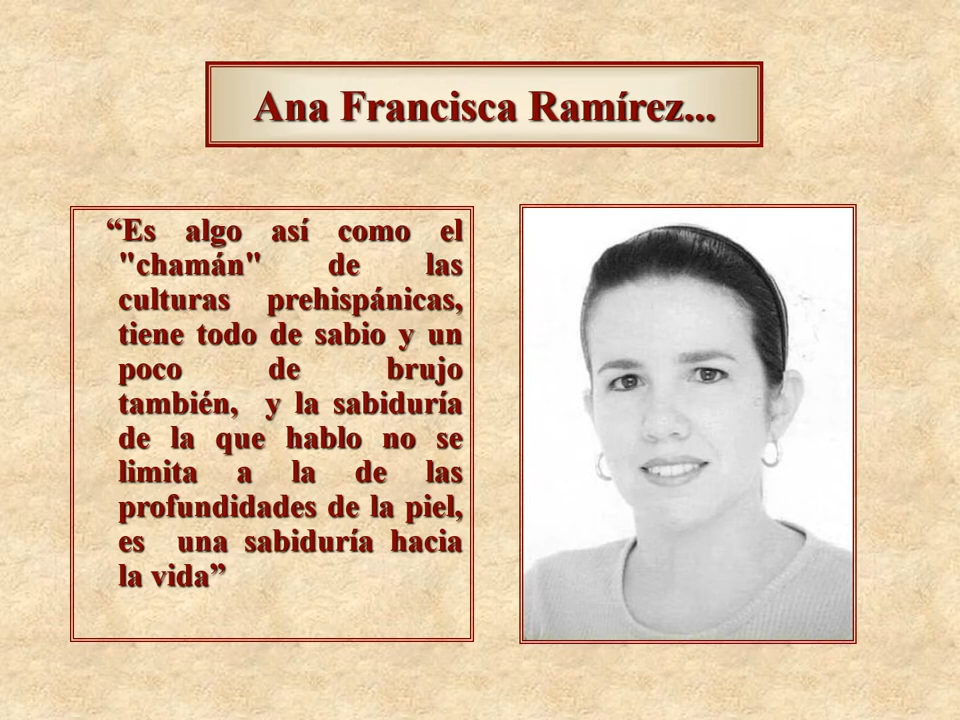 Ana Francisca Ramírez...
“Es algo así como el
"chamán" de las
culturas prehispánicas,
tiene todo de sabio y un
poco de brujo
también, y la sabiduría
de la que hablo no se
limita a la de las
profundidades de la piel,
es una sabiduría hacia
la vida”